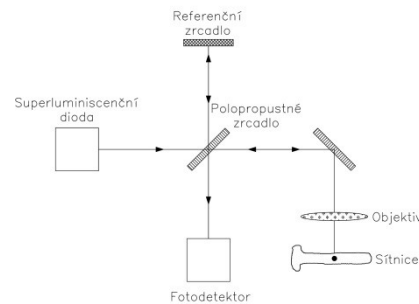 Referenční
zrcadlo
Superluminiscenční
dioda
Polopropustné
zrcadlo
Objektiv
Sítnice
Fotodetektor